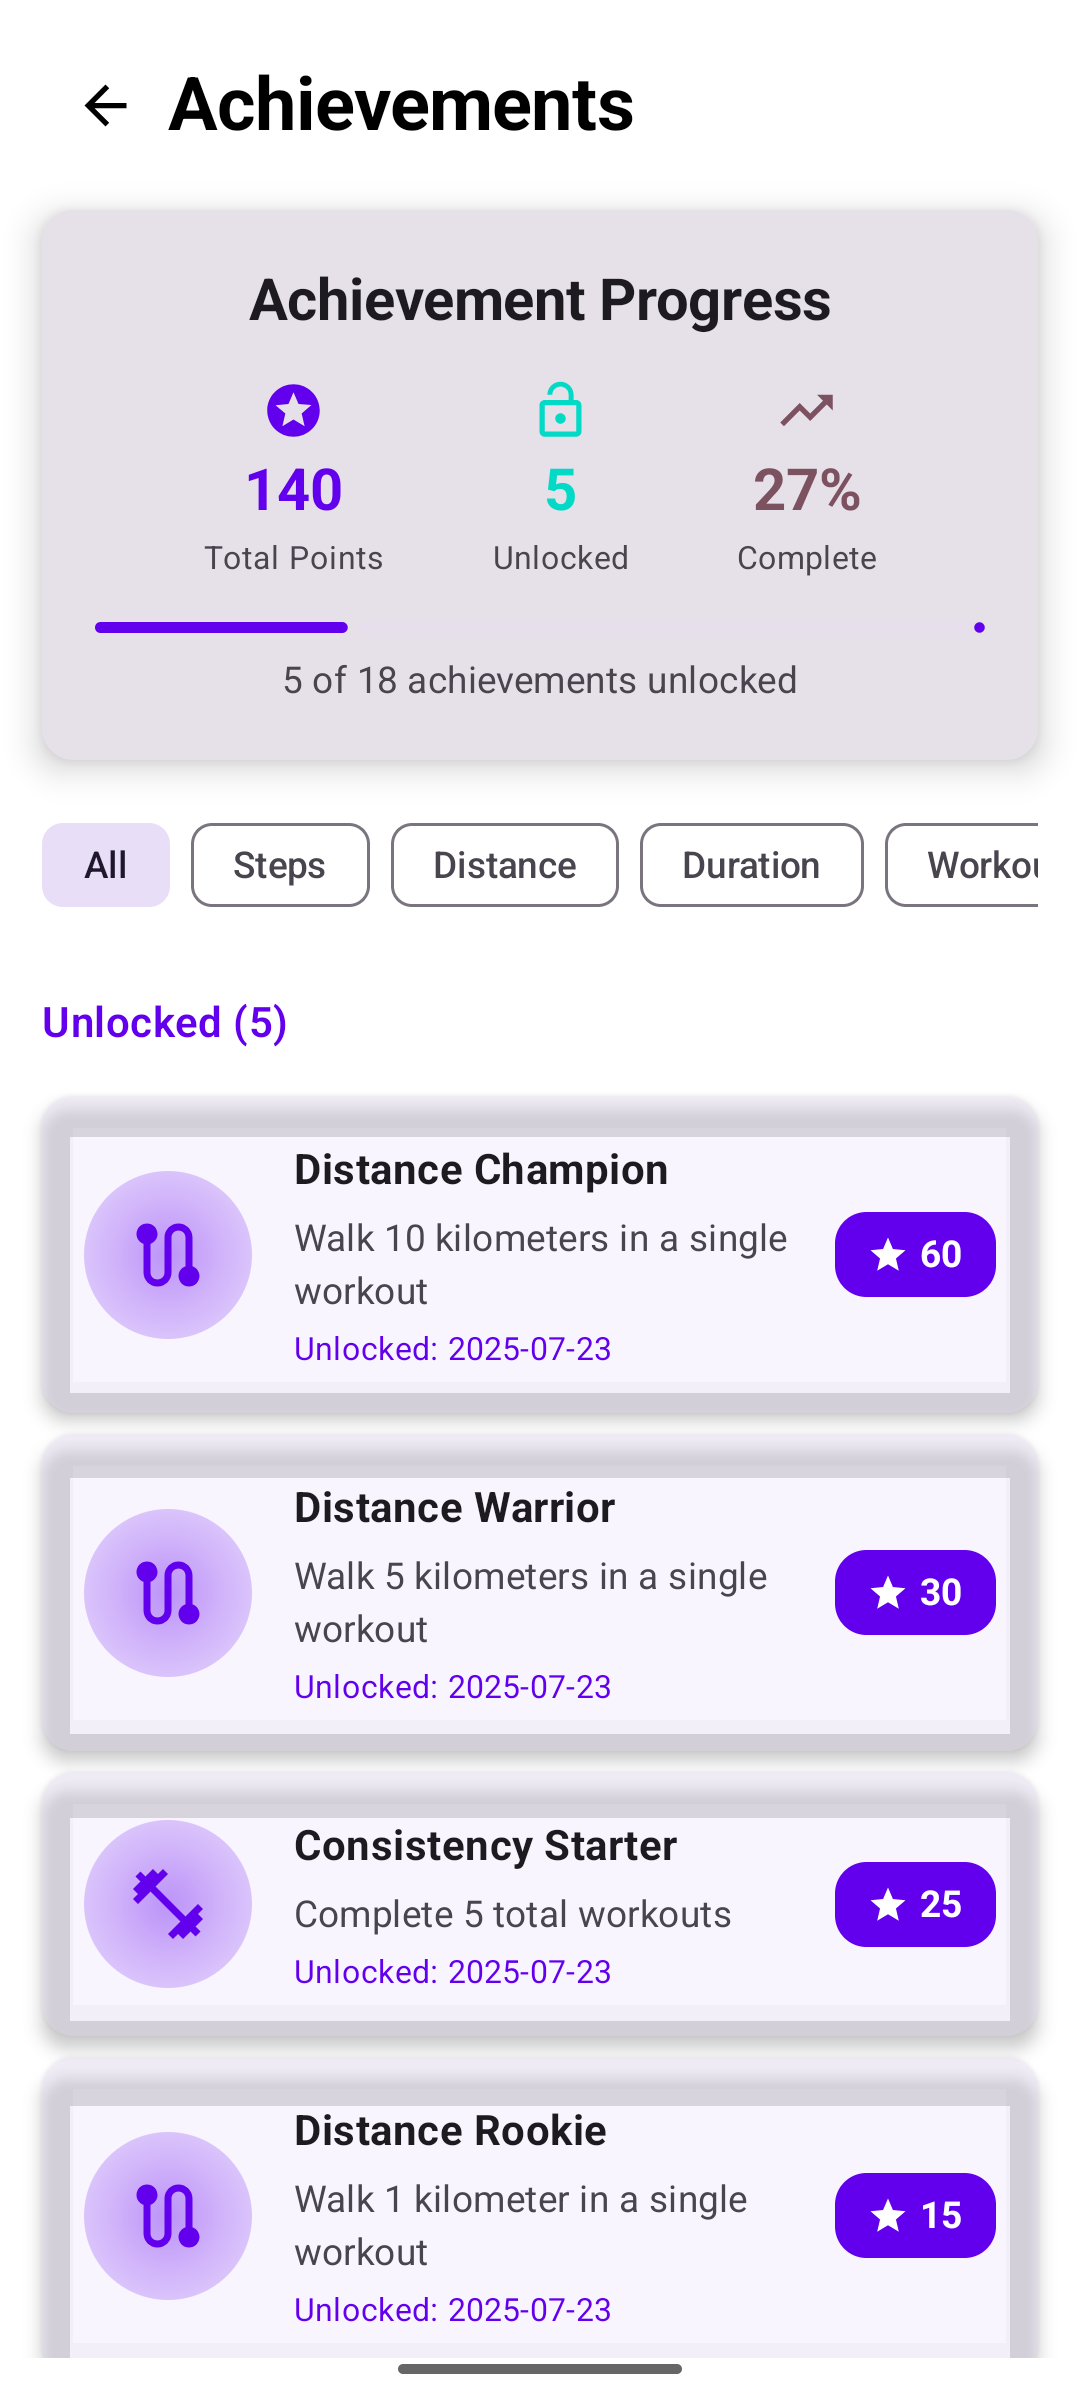 Achievements
Achievement Progress
140
5
27%
Total Points
Unlocked
Complete
5 of 18 achievements unlocked
All
Steps
Distance
Duration
Workou
Unlocked (5)
Distance Champion
Walk 10 kilometers in a single
workout
Unlocked: 2025-07-23
60
Distance Warrior
Walk 5 kilometers in a single
workout
Unlocked: 2025-07-23
30
Consistency Starter
Complete 5 total workouts
Unlocked: 2025-07-23
25
Distance Rookie
Walk 1 kilometer in a single
workout
Unlocked: 2025-07-23
15